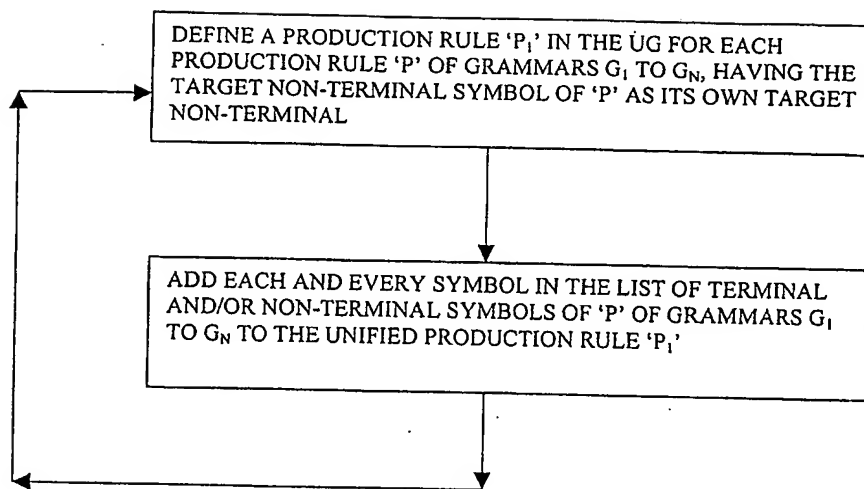 DEFINE A PRODUCTION RULE ‘P₁’ IN THE UG FOR EACH
PRODUCTION RULE ‘P’ OF GRAMMARS G₁ TO G_N, HAVING THE
TARGET NON-TERMINAL SYMBOL OF ‘P’ AS ITS OWN TARGET
NON-TERMINAL
ADD EACH AND EVERY SYMBOL IN THE LIST OF TERMINAL
AND/OR NON-TERMINAL SYMBOLS OF ‘P’ OF GRAMMARS G₁
TO G_N TO THE UNIFIED PRODUCTION RULE ‘P₁’